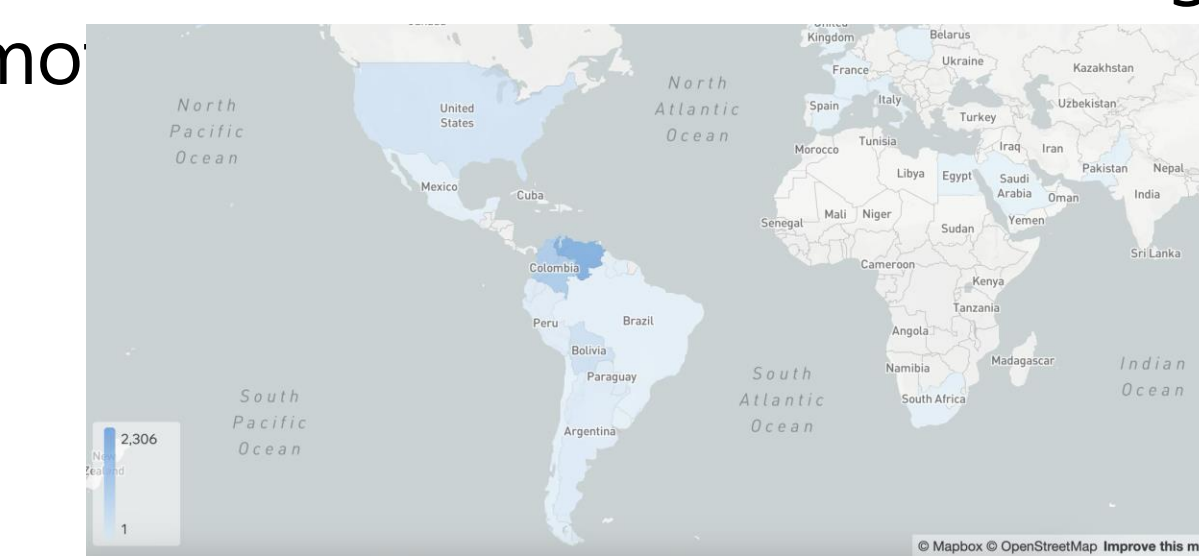 United
Kingdom
Belarus
mo
France
Ukraine
Kazakhstan
North
Pacific
Ocean
United
States
North
Atlantic
Ocean
Spain
Italy
Uzbekistan
Turkey
Morocco
Tunisia
Iraq
Iran
Pakistan
Nepal
Mexico
Cuba
Libya
Egypt
Saudi
Arabia
Oman
India
Senegal
Mali
Niger
Sudan
Yemen
Sri Lanka
Colombia
Cameroon
Kenya
Tanzania
Peru
Brazil
Angola
Bolivia
Madagascar
Paraguay
Namibia
South Africa
South
Pacific
Ocean
South
Atlantic
Ocean
Indian
Ocean
Argentina
2,306
New
Zealand
1
© Mapbox © OpenStreetMap Improve this m